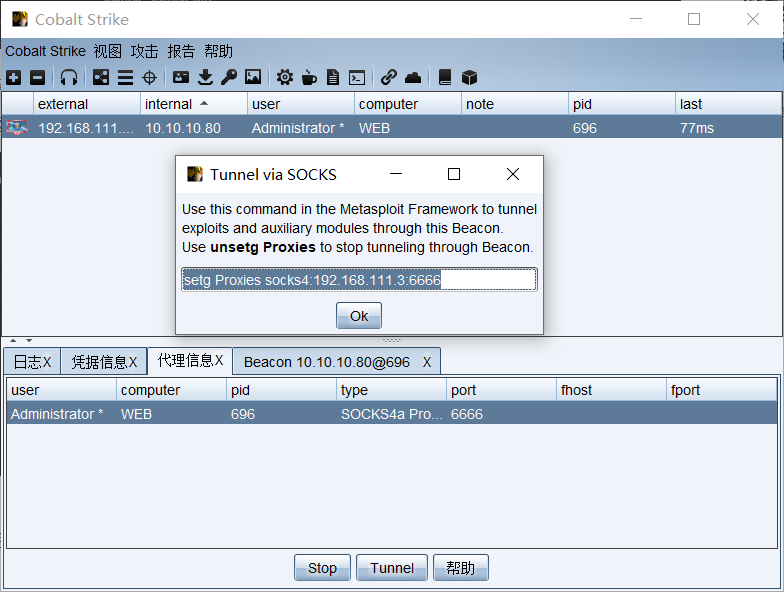 Cobalt Strike
Cobalt Strike 视图 攻击 报告 帮助
external internal user computer note pid last
192.168.111.... 10.10.10.80 Administrator * WEB 696 77ms
Tunnel via SOCKS
Use this command in the Metasploit Framework to tunnel
exploits and auxiliary modules through this Beacon.
Use unsetg Proxies to stop tunneling through Beacon.
setg Proxies socks4:192.168.111.3:6666
Ok
日志X 凭据信息X 代理信息X Beacon 10.10.10.80@696 X
user computer pid type port fhost fport
Administrator * WEB 696 SOCKS4a Pro... 6666
Stop Tunnel 帮助